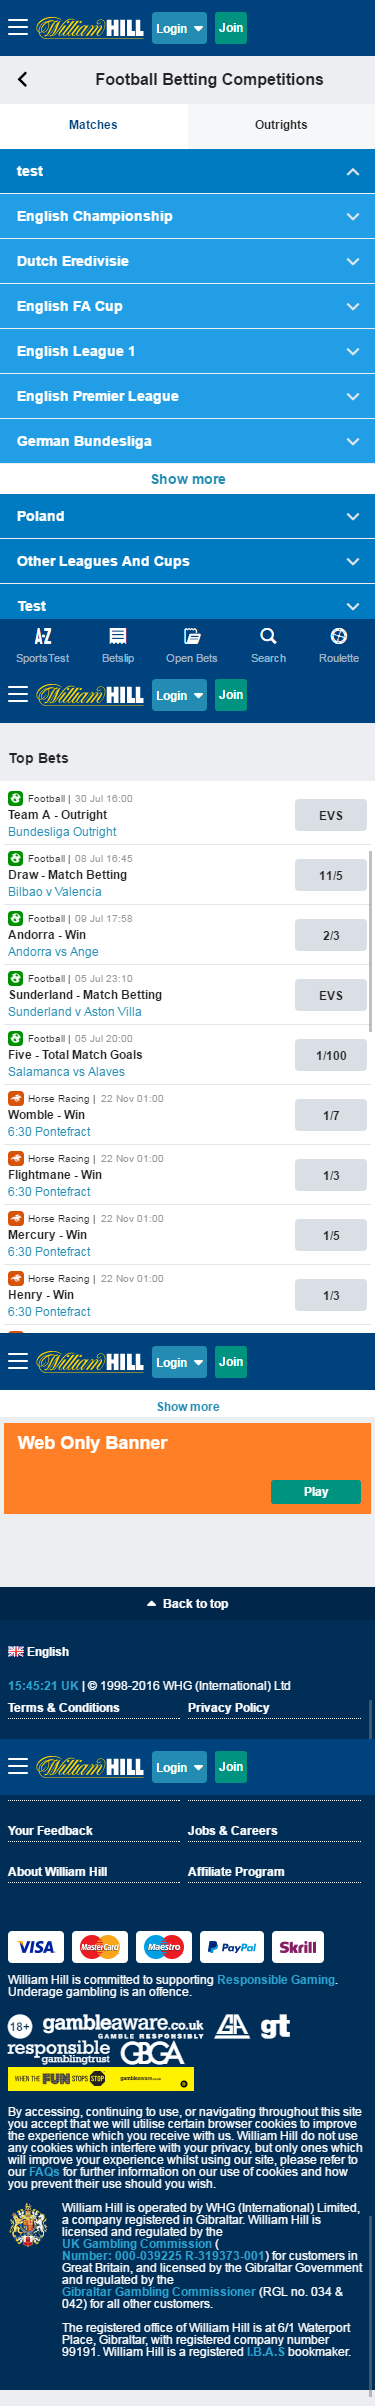 William HILL Login Join
Football Betting Competitions
Matches Outrights
test
English Championship
Dutch Eredivisie
English FA Cup
English League 1
English Premier League
German Bundesliga
Show more
Poland
Other Leagues And Cups
Test
A-Z
SportsTest Betslip Open Bets Search Roulette
William HILL Login Join
Top Bets
Football | 30 Jul 16:00
Team A - Outright EVS
Bundesliga Outright
Football | 08 Jul 16:45
Draw - Match Betting 11/5
Bilbao v Valencia
Football | 09 Jul 17:58
Andorra - Win 2/3
Andorra vs Ange
Football | 05 Jul 23:10
Sunderland - Match Betting EVS
Sunderland v Aston Villa
Football | 05 Jul 20:00
Five - Total Match Goals 1/100
Salamanca vs Alaves
Horse Racing | 22 Nov 01:00
Womble - Win 1/7
6:30 Pontefract
Horse Racing | 22 Nov 01:00
Flightmane - Win 1/3
6:30 Pontefract
Horse Racing | 22 Nov 01:00
Mercury - Win 1/5
6:30 Pontefract
Horse Racing | 22 Nov 01:00
Henry - Win 1/3
6:30 Pontefract
William HILL Login Join
Show more
Web Only Banner
Play
Back to top
English
15:45:21 UK | © 1998-2016 WHG (International) Ltd
Terms & Conditions Privacy Policy
William HILL Login Join
Your Feedback Jobs & Careers
About William Hill Affiliate Program
VISA MasterCard Maestro PayPal Skrill
William Hill is committed to supporting Responsible Gaming.
Underage gambling is an offence.
18+ gambleaware.co.uk gt
GAMBLE RESPONSIBLY
responsible
gamblingtrust GBGA
WHEN THE FUN STOPS STOP gambleaware.co.uk
By accessing, continuing to use, or navigating throughout this site
you accept that we will utilise certain browser cookies to improve
the experience which you receive with us. William Hill do not use
any cookies which interfere with your privacy, but only ones which
will improve your experience whilst using our site, please refer to
our FAQs for further information on our use of cookies and how
you prevent their use should you wish.
William Hill is operated by WHG (International) Limited,
a company registered in Gibraltar. William Hill is
licensed and regulated by the
UK Gambling Commission (
Number: 000-039225 R-319373-001) for customers in
Great Britain, and licensed by the Gibraltar Government
and regulated by the
Gibraltar Gambling Commissioner (RGL no. 034 &
042) for all other customers.
The registered office of William Hill is at 6/1 Waterport
Place, Gibraltar, with registered company number
99191. William Hill is a registered I.B.A.S bookmaker.